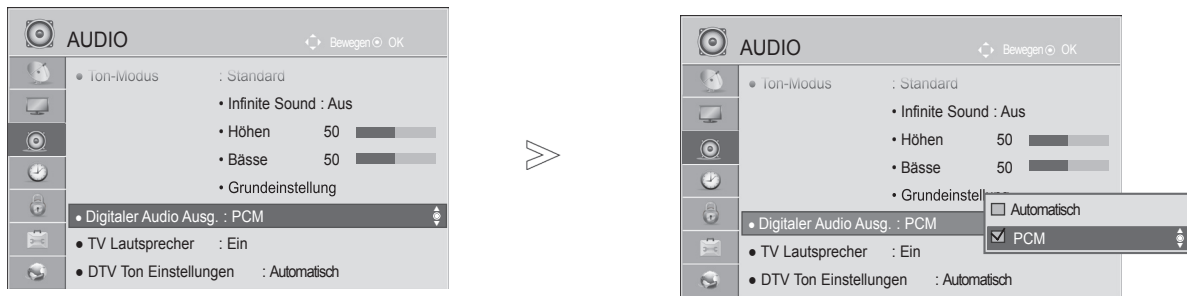 AUDIO
Bewegen OK
• Ton-Modus : Standard
• Infinite Sound : Aus
• Höhen 50
• Bässe 50
• Grundeinstellung
• Digitaler Audio Ausg. : PCM
• TV Lautsprecher : Ein
• DTV Ton Einstellungen : Automatisch
AUDIO
Bewegen OK
• Ton-Modus : Standard
• Infinite Sound : Aus
• Höhen 50
• Bässe 50
• Grundeinstel
• Digitaler Audio Ausg. : PCM
Automatisch
PCM
• TV Lautsprecher : Ein
• DTV Ton Einstellungen : Automatisch